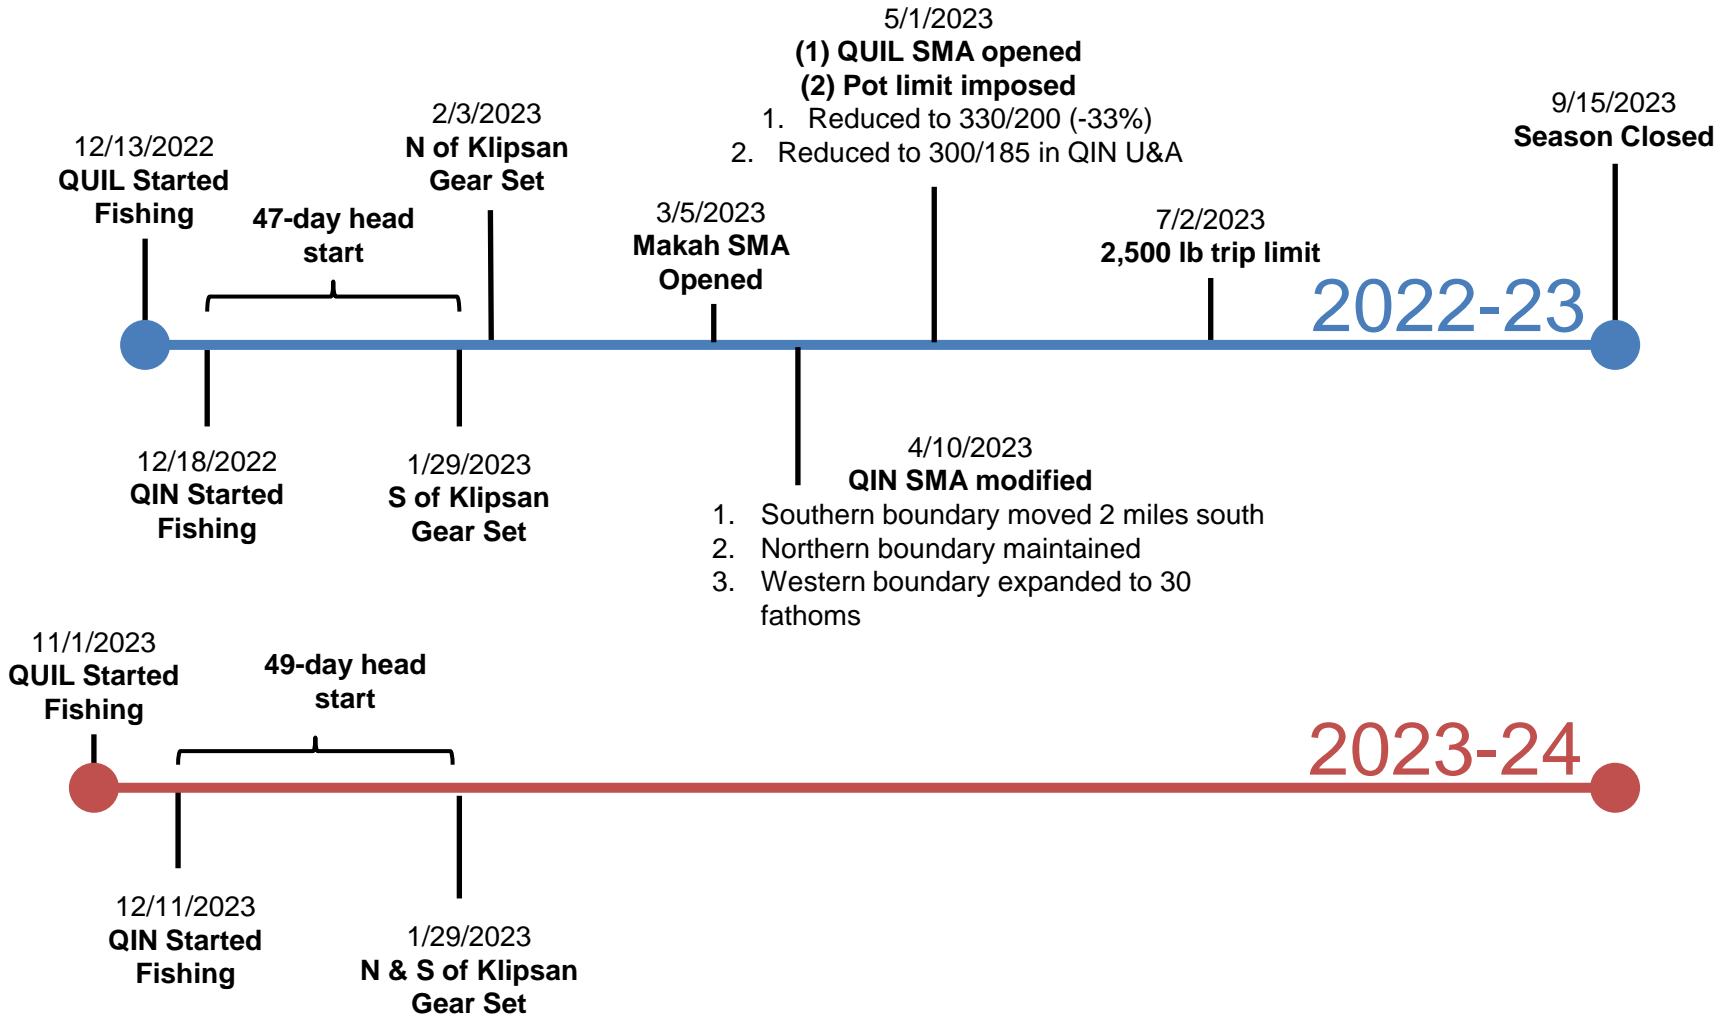 5/1/2023
(1) QUIL SMA opened
(2) Pot limit imposed
1. Reduced to 330/200 (-33%)
2. Reduced to 300/185 in QIN U&A
12/13/2022
QUIL Started
Fishing
47-day head
start
2/3/2023
N of Klipsan
Gear Set
3/5/2023
Makah SMA
Opened
7/2/2023
2,500 lb trip limit
9/15/2023
Season Closed
2022-23
12/18/2022
QIN Started
Fishing
1/29/2023
S of Klipsan
Gear Set
4/10/2023
QIN SMA modified
1. Southern boundary moved 2 miles south
2. Northern boundary maintained
3. Western boundary expanded to 30
fathoms
11/1/2023
QUIL Started
Fishing
49-day head
start
2023-24
12/11/2023
QIN Started
Fishing
1/29/2023
N & S of Klipsan
Gear Set